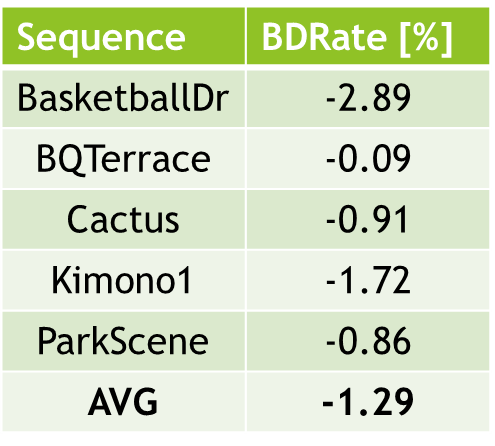 Sequence BDRate [%]
BasketballDr -2.89
BQTerrace -0.09
Cactus -0.91
Kimono1 -1.72
ParkScene -0.86
AVG -1.29